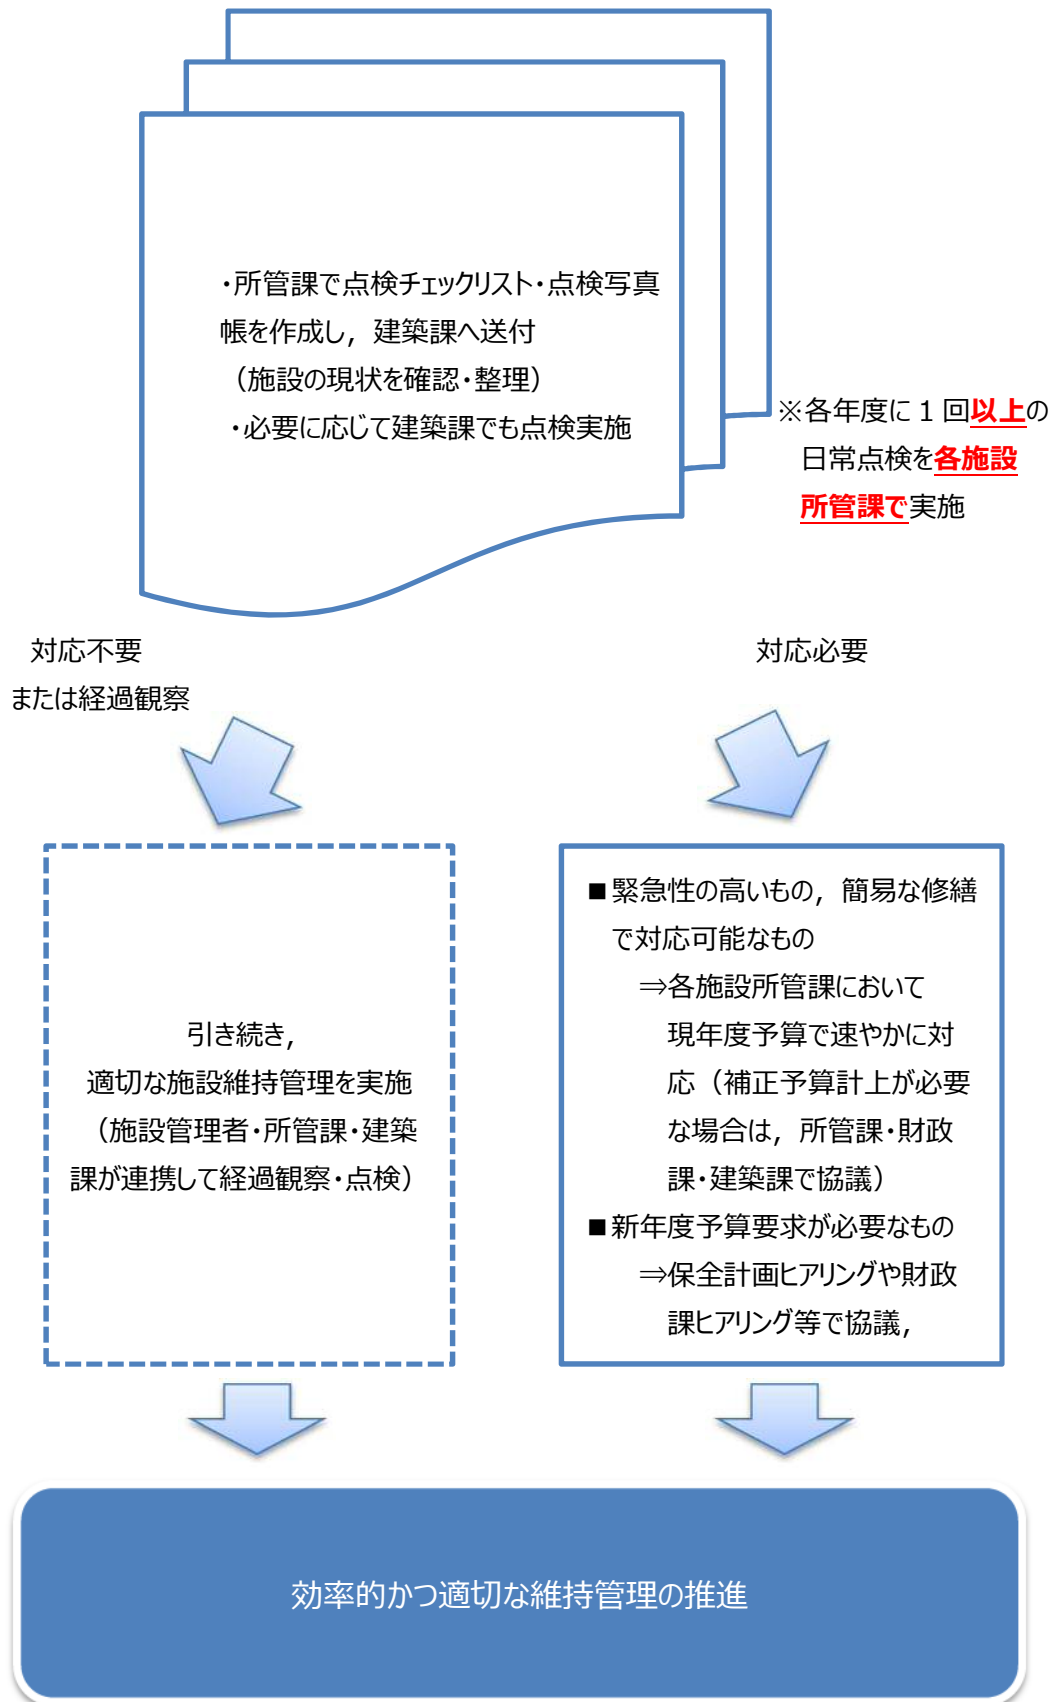 ・所管課で点検チェックリスト・点検写真
帳を作成し，建築課へ送付
（施設の現状を確認・整理）
・必要に応じて建築課でも点検実施
※各年度に１回以上の
日常点検を各施設
所管課で実施
対応不要
または経過観察
対応必要
引き続き，
適切な施設維持管理を実施
（施設管理者・所管課・建築
課が連携して経過観察・点検）
■緊急性の高いもの，簡易な修繕
で対応可能なもの
⇒各施設所管課において
現年度予算で速やかに対
応（補正予算計上が必要
な場合は，所管課・財政
課・建築課で協議）
■新年度予算要求が必要なもの
⇒保全計画ヒアリングや財政
課ヒアリング等で協議，
効率的かつ適切な維持管理の推進